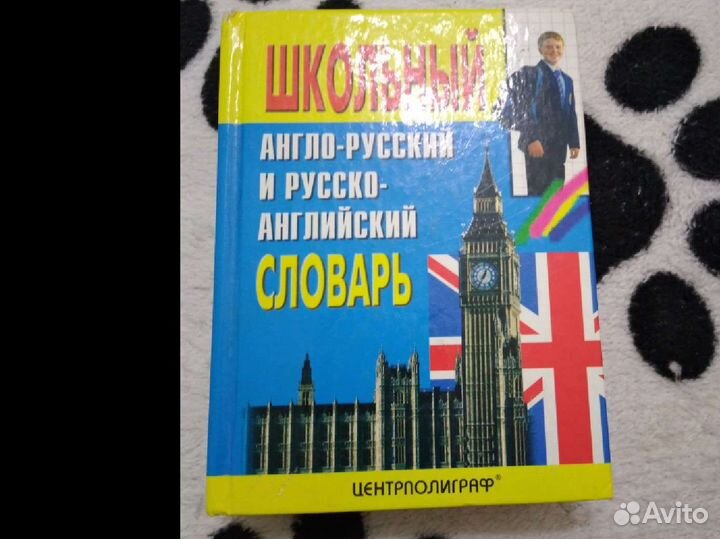 ШКОЛЬНЫЙ
АНГЛО-РУССКИЙ
И РУССКО-
АНГЛИЙСКИЙ
СЛОВАРЬ
ЦЕНТРПОЛИГРАФ®
Avito